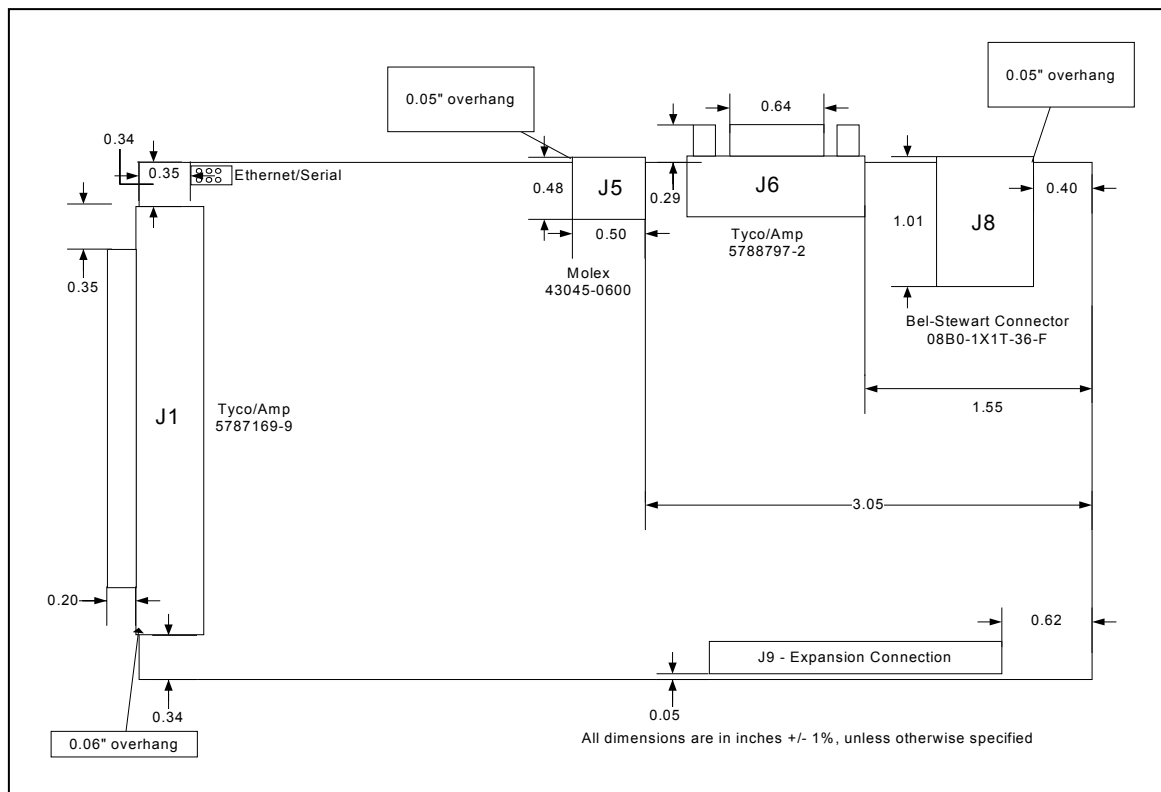 0.05" overhang
0.05" overhang
0.64
0.34
0.35
Ethernet/Serial
J5
0.48
0.29
J6
0.40
1.01
J8
0.50
Tyco/Amp
5788797-2
Molex
43045-0600
0.35
Bel-Stewart Connector
08B0-1X1T-36-F
J1
Tyco/Amp
5787169-9
1.55
3.05
0.20
0.62
J9 - Expansion Connection
0.34
0.05
0.06" overhang
All dimensions are in inches +/- 1%, unless otherwise specified